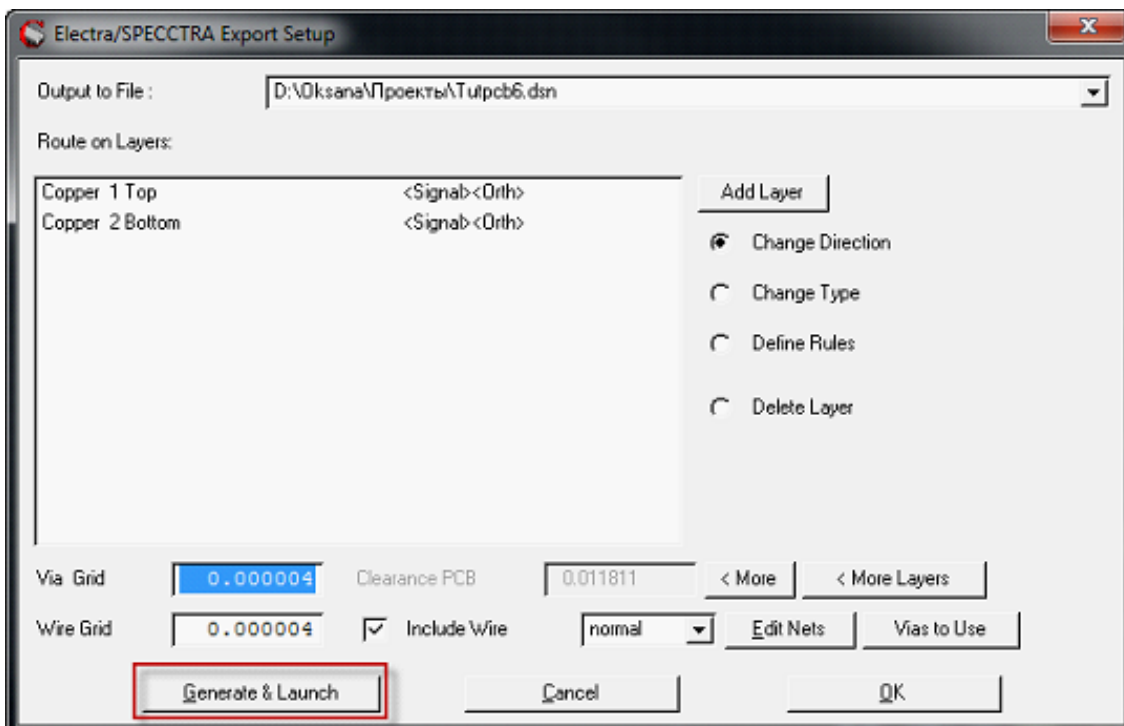 Electra/SPECCTRA Export Setup
Output to File : D:\Oksana\Проекты\Tutpcb6.dsn
Route on Layers:
Copper 1 Top <Signal><Orth>
Copper 2 Bottom <Signal><Orth>
Add Layer
Change Direction
Change Type
Define Rules
Delete Layer
Via Grid 0.000004 Clearance PCB 0.011811 < More < More Layers
Wire Grid 0.000004 Include Wire normal Edit Nets Vias to Use
Generate & Launch Cancel OK